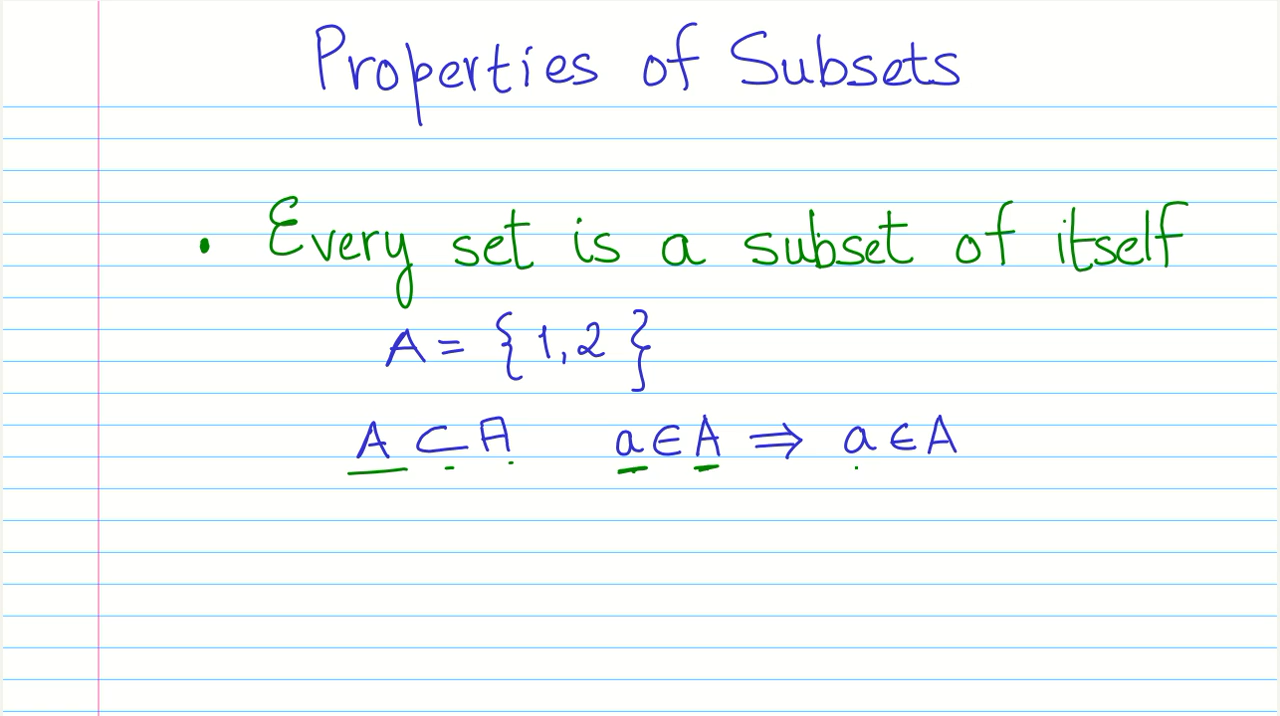 Properties of Subsets
• Every set is a subset of itself
A = {1,2}
A ⊂ A a∈A ⇒ a∈A